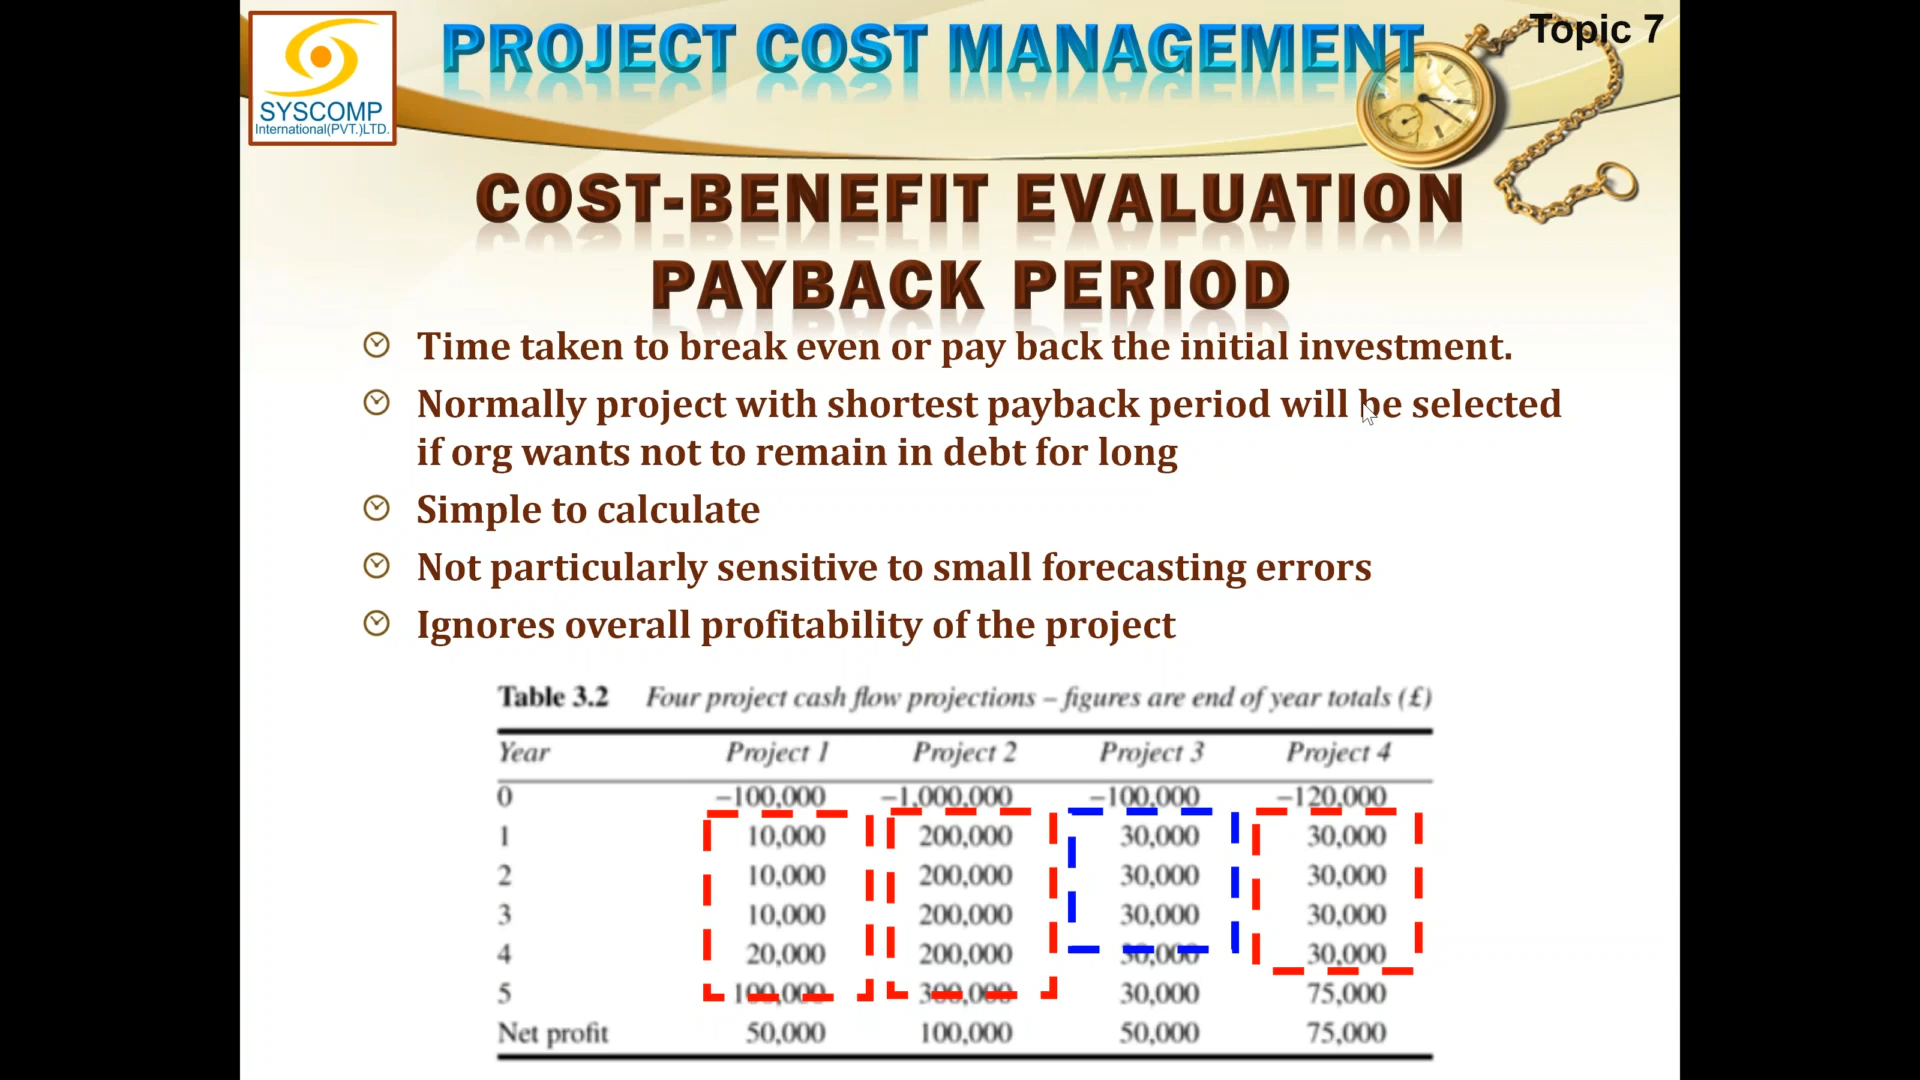 SYSCOMP
International(PVT.)LTD.
PROJECT COST MANAGEMENT
Topic 7
COST-BENEFIT EVALUATION
PAYBACK PERIOD
Time taken to break even or pay back the initial investment.
Normally project with shortest payback period will be selected
if org wants not to remain in debt for long
Simple to calculate
Not particularly sensitive to small forecasting errors
Ignores overall profitability of the project
Table 3.2 Four project cash flow projections – figures are end of year totals (£)
Year Project 1 Project 2 Project 3 Project 4
0 –100,000 –1,000,000 –100,000 –120,000
1 10,000 200,000 30,000 30,000
2 10,000 200,000 30,000 30,000
3 10,000 200,000 30,000 30,000
4 20,000 200,000 30,000 30,000
5 100,000 300,000 30,000 75,000
Net profit 50,000 100,000 50,000 75,000